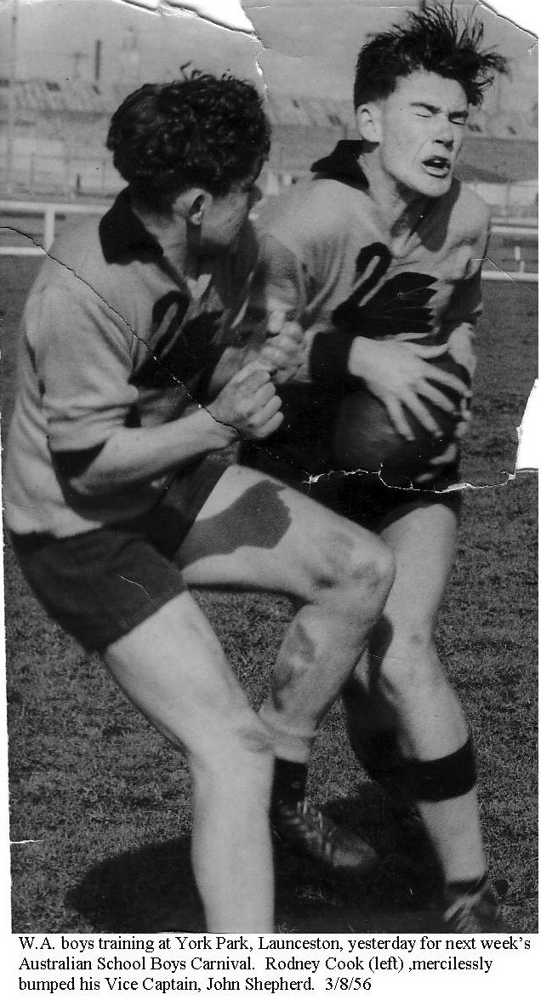 W.A. boys training at York Park, Launceston, yesterday for next week's
Australian School Boys Carnival.  Rodney Cook (left) ,mercilessly
bumped his Vice Captain, John Shepherd.  3/8/56